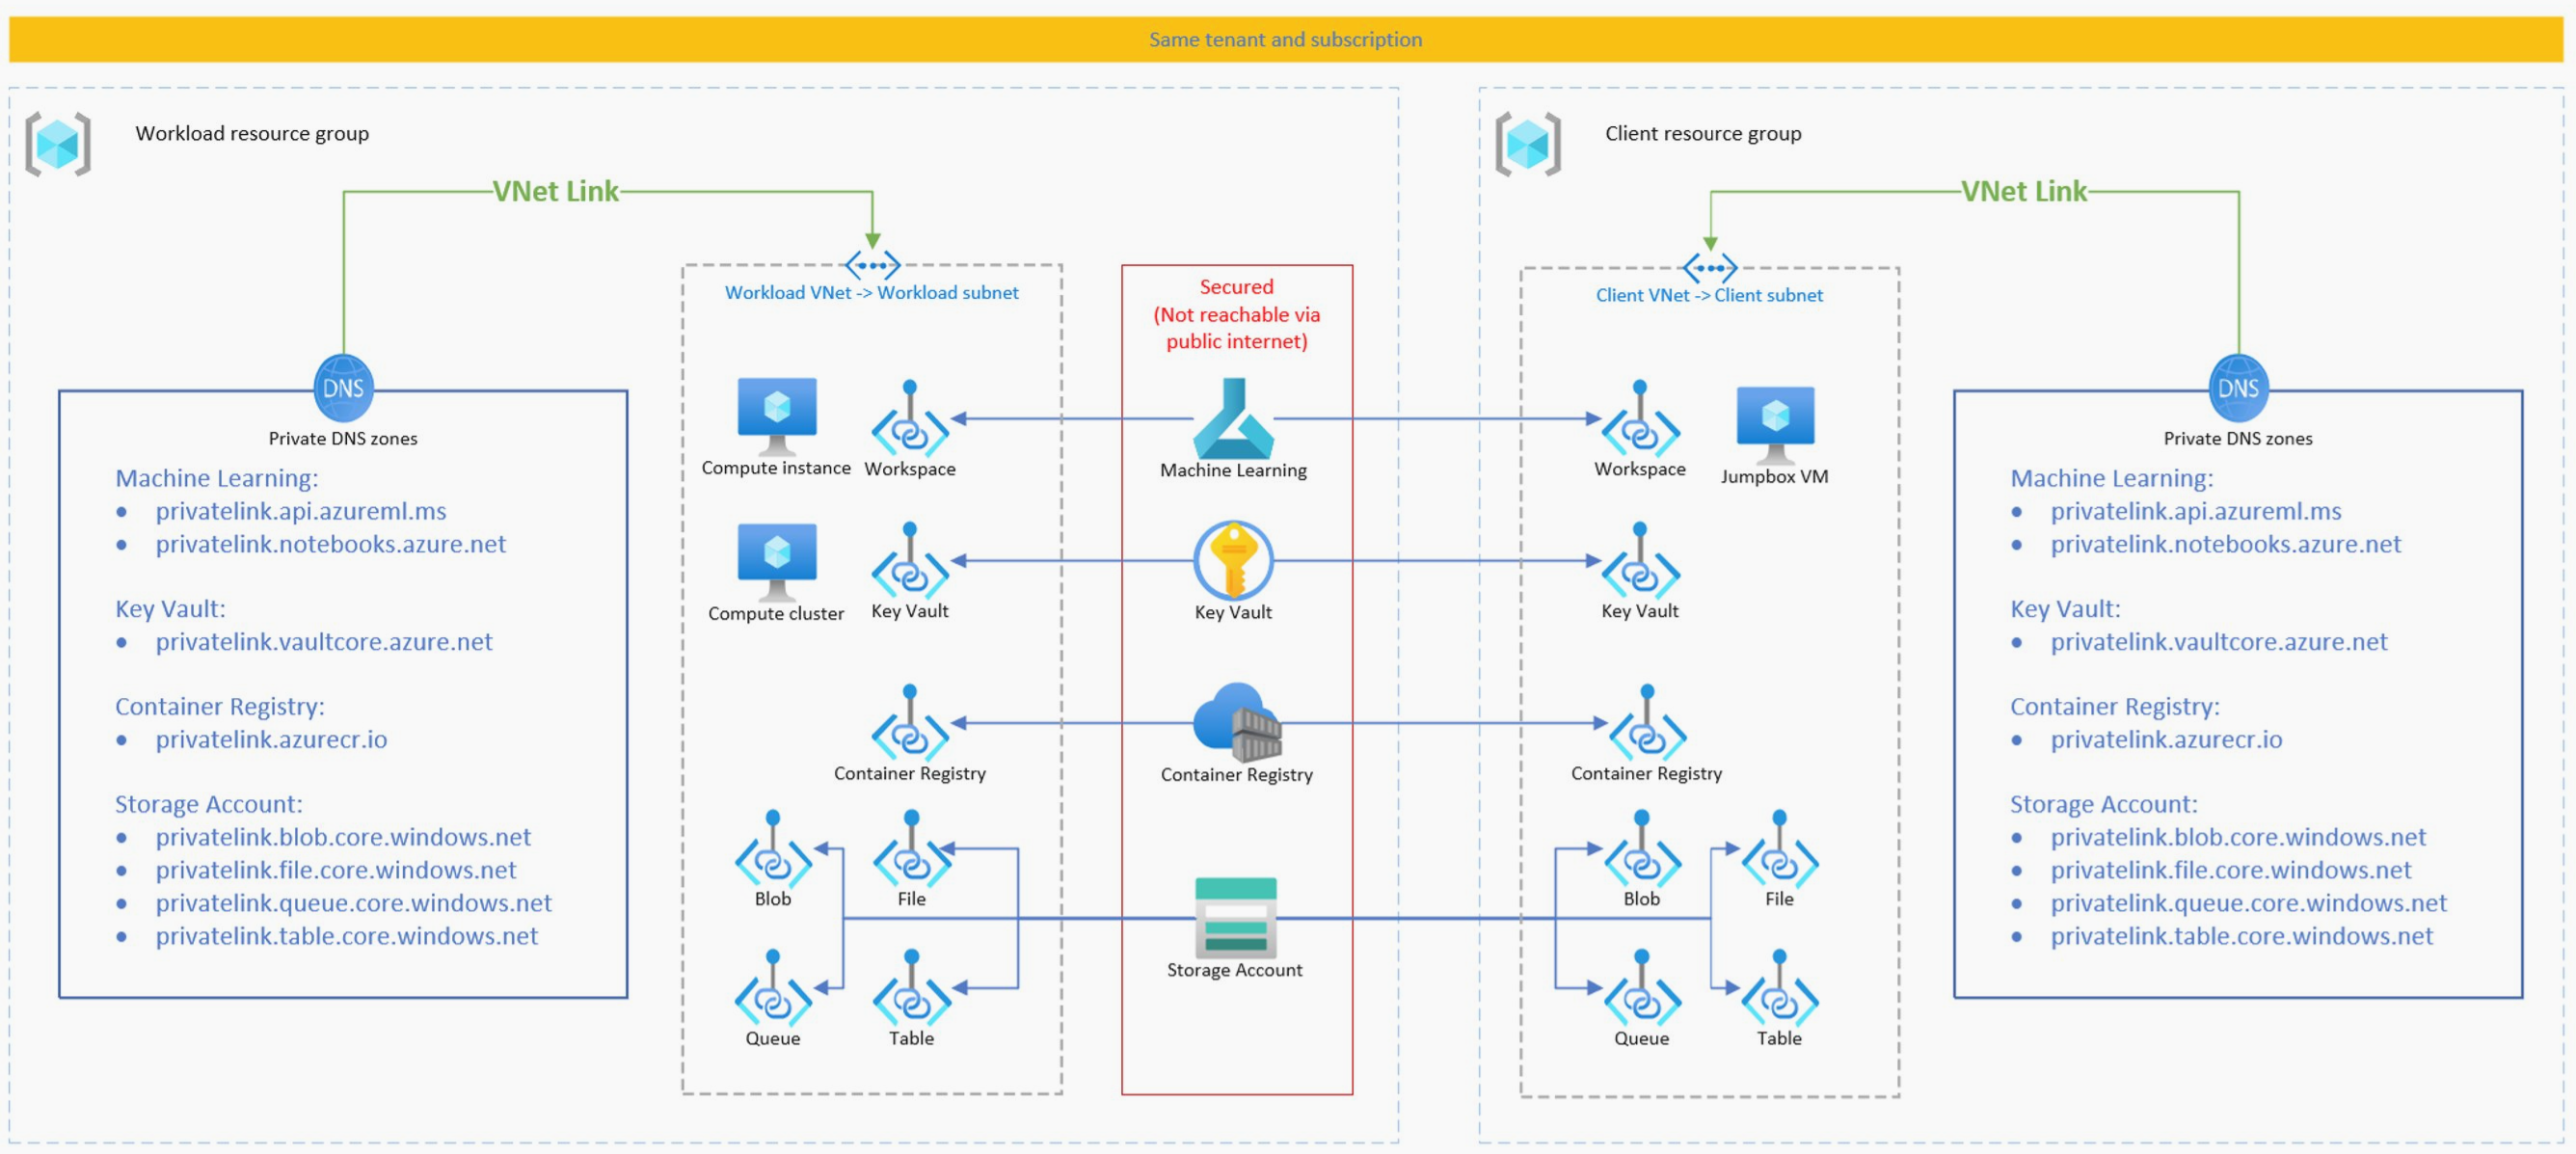 Same tenant and subscription
Workload resource group
VNet Link
DNS
Private DNS zones
Machine Learning:
• privatelink.api.azureml.ms
• privatelink.notebooks.azure.net
Key Vault:
• privatelink.vaultcore.azure.net
Container Registry:
• privatelink.azurecr.io
Storage Account:
• privatelink.blob.core.windows.net
• privatelink.file.core.windows.net
• privatelink.queue.core.windows.net
• privatelink.table.core.windows.net
Workload VNet -> Workload subnet
Compute instance
Workspace
Compute cluster
Key Vault
Container Registry
Blob
File
Queue
Table
Secured
(Not reachable via
public internet)
Machine Learning
Key Vault
Container Registry
Storage Account
Client resource group
VNet Link
Client VNet -> Client subnet
Workspace
Jumpbox VM
Key Vault
Container Registry
Blob
File
Queue
Table
DNS
Private DNS zones
Machine Learning:
• privatelink.api.azureml.ms
• privatelink.notebooks.azure.net
Key Vault:
• privatelink.vaultcore.azure.net
Container Registry:
• privatelink.azurecr.io
Storage Account:
• privatelink.blob.core.windows.net
• privatelink.file.core.windows.net
• privatelink.queue.core.windows.net
• privatelink.table.core.windows.net